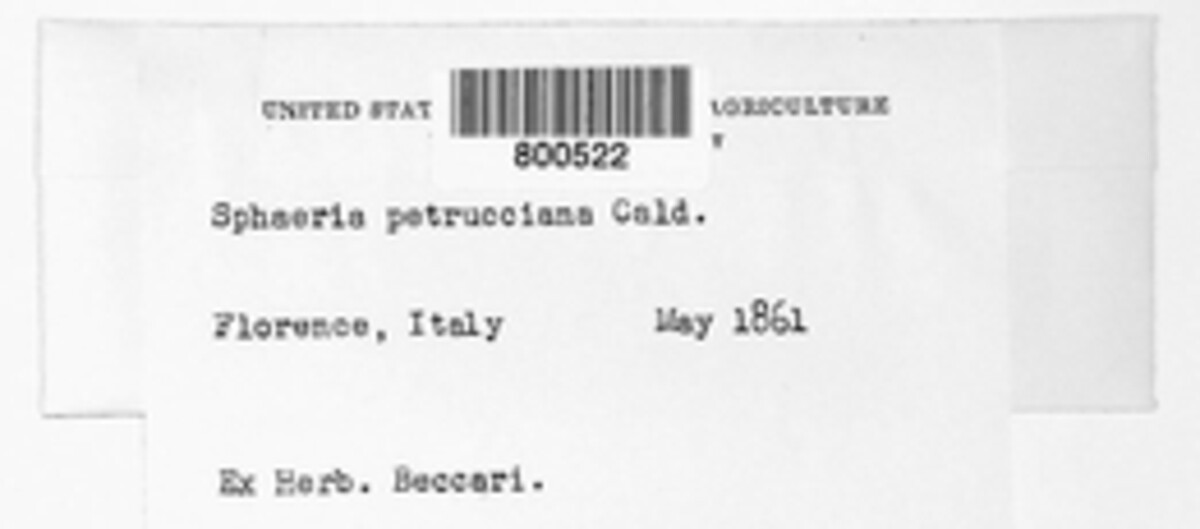 UNITED STAT AGRICULTURE
800522
Sphaeria petrucciana Cald.
Florence, Italy May 1861
Ex Herb. Beccari.